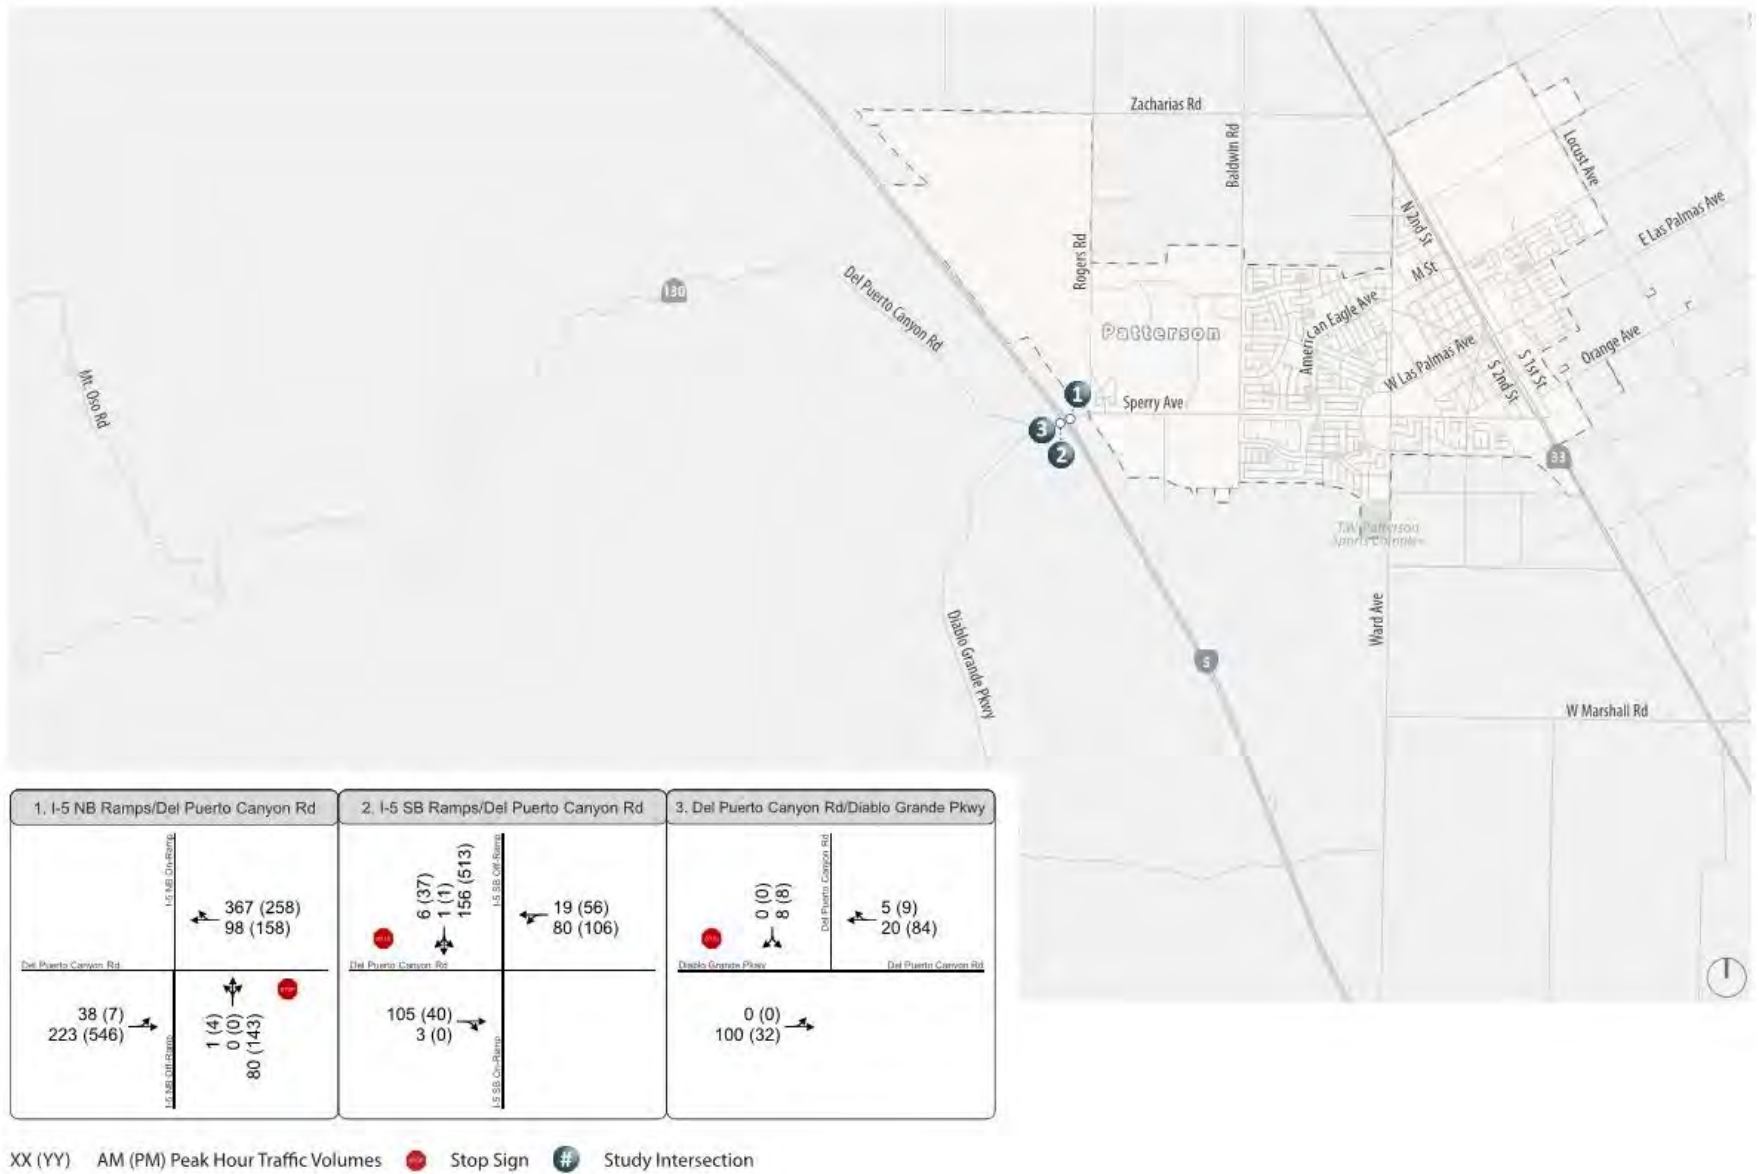 Zacharias Rd
Baldwin Rd
Locust Ave
N 2nd St
E Las Palmas Ave
Rogers Rd
M St
Del Puerto Canyon Rd
130
American Eagle Ave
Patterson
Orange Ave
W Las Palmas Ave
S 1st St
S 2nd St
Mt. Oso Rd
1
Sperry Ave
3
2
33
T.W. Patterson
Sports Complex
Ward Ave
Diablo Grande Pkwy
5
W Marshall Rd
1. I-5 NB Ramps/Del Puerto Canyon Rd
I-5 NB On-Ramp
367 (258)
98 (158)
Del Puerto Canyon Rd
STOP
38 (7)
223 (546)
1 (4)
0 (0)
80 (143)
I-5 NB Off-Ramp
2. I-5 SB Ramps/Del Puerto Canyon Rd
6 (37)
1 (1)
156 (513)
I-5 SB Off-Ramp
19 (56)
80 (106)
STOP
Del Puerto Canyon Rd
105 (40)
3 (0)
I-5 SB On-Ramp
3. Del Puerto Canyon Rd/Diablo Grande Pkwy
0 (0)
8 (8)
Del Puerto Canyon Rd
5 (9)
20 (84)
STOP
Diablo Grande Pkwy
Del Puerto Canyon Rd
0 (0)
100 (32)
XX (YY) AM (PM) Peak Hour Traffic Volumes STOP Stop Sign # Study Intersection